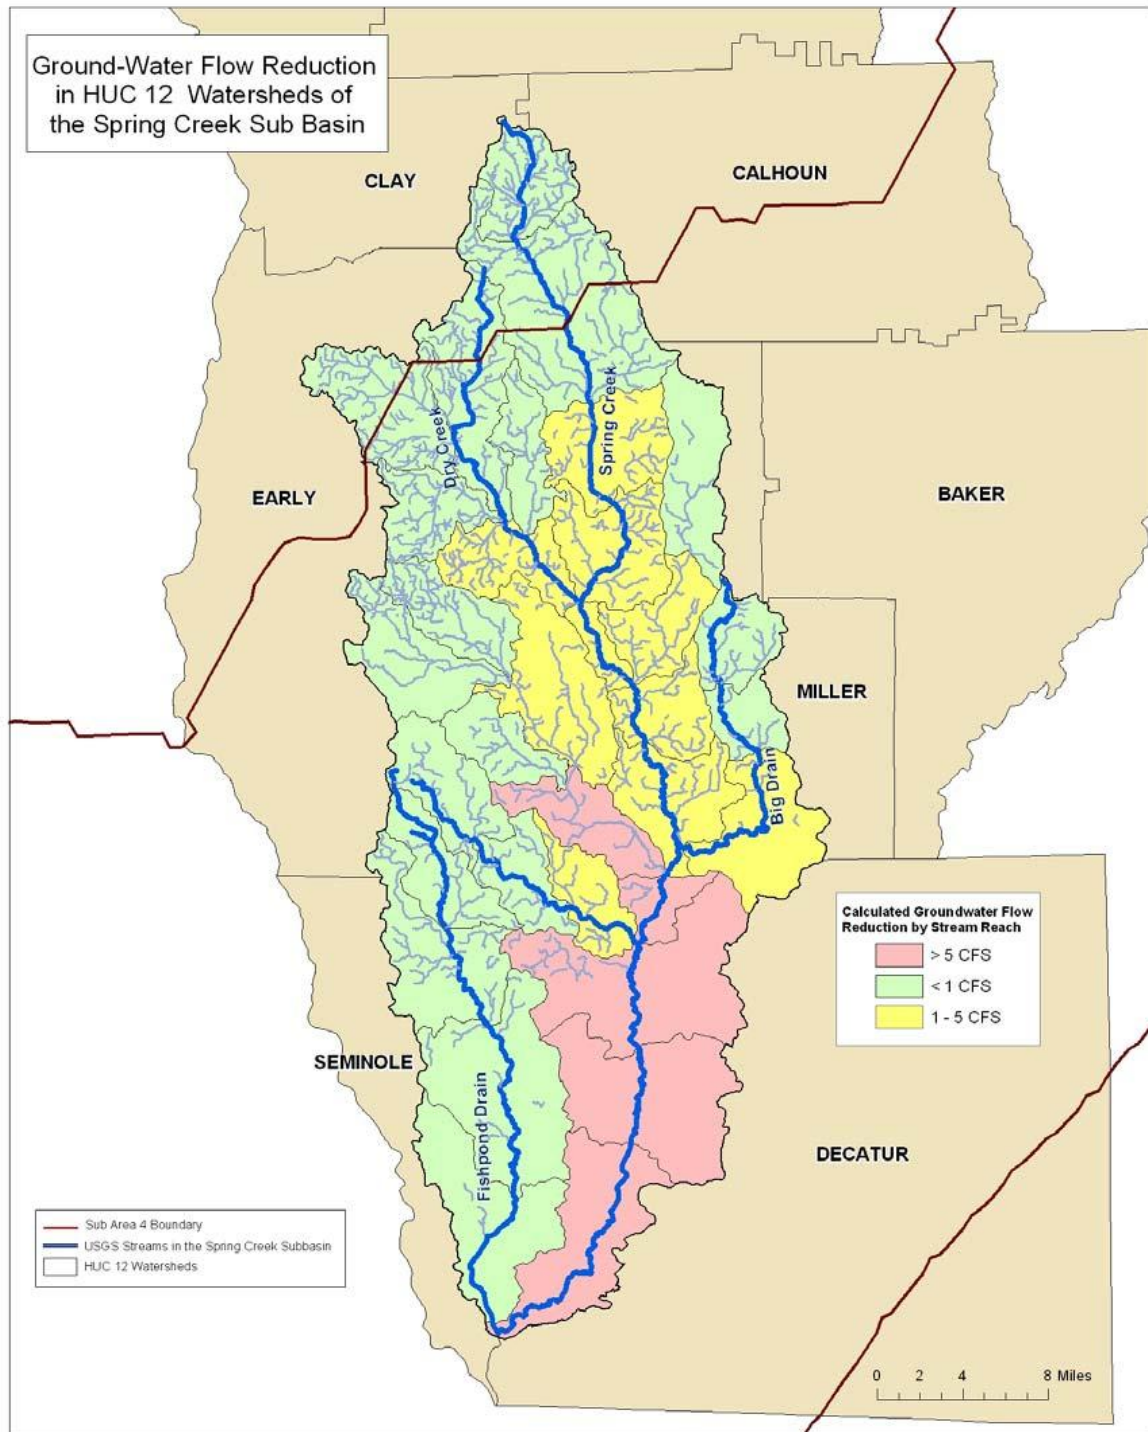 Ground-Water Flow Reduction
in HUC 12 Watersheds of
the Spring Creek Sub Basin
CLAY
CALHOUN
Dry Creek
Spring Creek
EARLY
BAKER
MILLER
Big Drain
Calculated Groundwater Flow
Reduction by Stream Reach
> 5 CFS
< 1 CFS
1 - 5 CFS
SEMINOLE
Fishpond Drain
DECATUR
Sub Area 4 Boundary
USGS Streams in the Spring Creek Subbasin
HUC 12 Watersheds
0 2 4 8 Miles